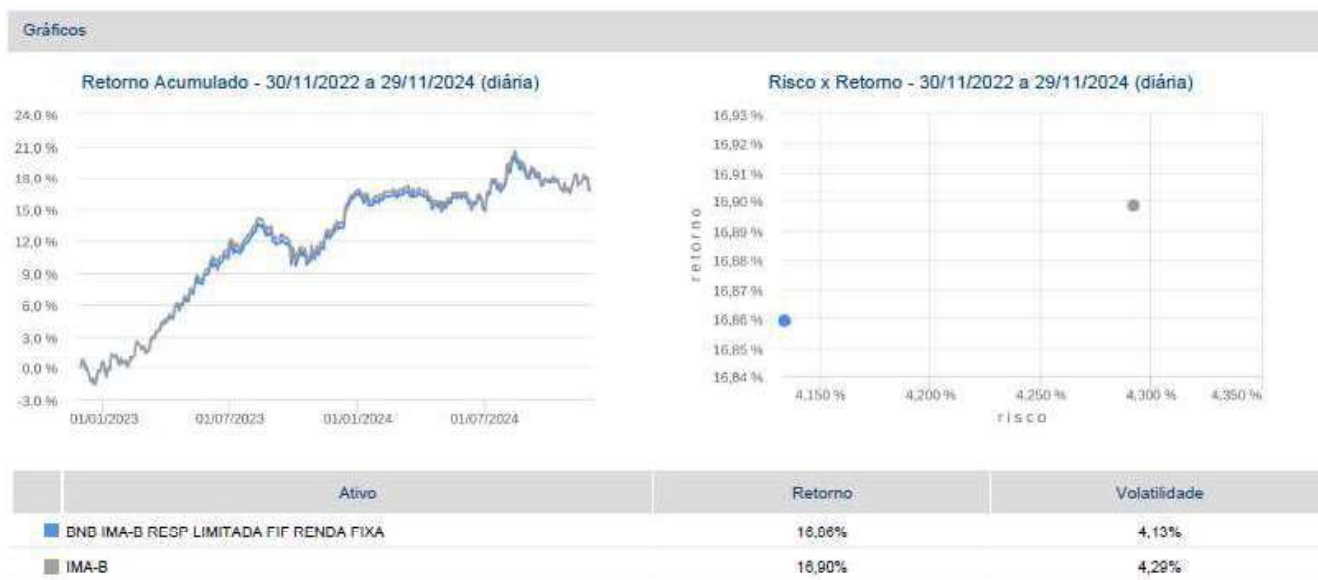 Gráficos
Retorno Acumulado - 30/11/2022 a 29/11/2024 (diária)
24,0 %
21,0 %
18,0 %
15,0 %
12,0 %
9,0 %
6,0 %
3,0 %
0,0 %
-3,0 %
01/01/2023 01/07/2023 01/01/2024 01/07/2024
Risco x Retorno - 30/11/2022 a 29/11/2024 (diária)
16,93 %
16,92 %
16,91 %
16,90 %
16,89 %
16,88 %
16,87 %
16,86 %
16,85 %
16,84 %
retorno
4,150 % 4,200 % 4,250 % 4,300 % 4,350 %
risco
Ativo Retorno Volatilidade
BNB IMA-B RESP LIMITADA FIF RENDA FIXA 16,86% 4,13%
IMA-B 16,90% 4,29%